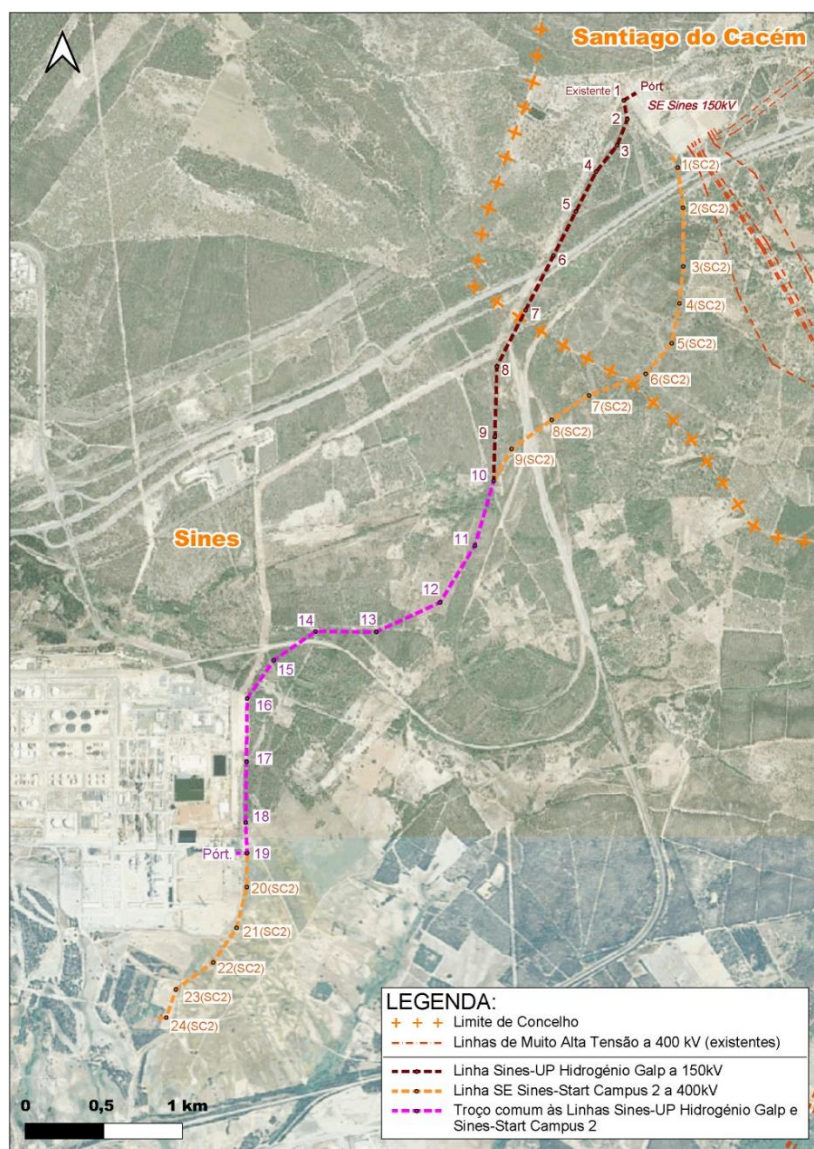 Santiago do Cacém
Existente
1
Pórt
SE Sines 150kV
2
3
4
1(SC2)
5
2(SC2)
6
3(SC2)
4(SC2)
7
5(SC2)
8
6(SC2)
7(SC2)
9
8(SC2)
9(SC2)
10
Sines
11
12
14
13
15
16
17
18
Pórt.
19
20(SC2)
21(SC2)
22(SC2)
23(SC2)
24(SC2)
0
0,5
1 km
LEGENDA:
Limite de Concelho
Linhas de Muito Alta Tensão a 400 kV (existentes)
Linha Sines-UP Hidrogénio Galp a 150kV
Linha SE Sines-Start Campus 2 a 400kV
Troço comum às Linhas Sines-UP Hidrogénio Galp e
Sines-Start Campus 2